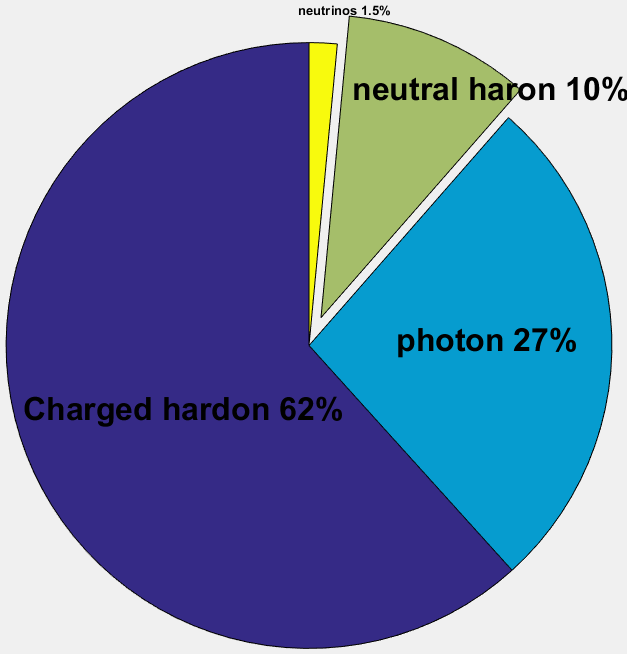 neutrinos 1.5%
neutral haron 10%
photon 27%
Charged hardon 62%